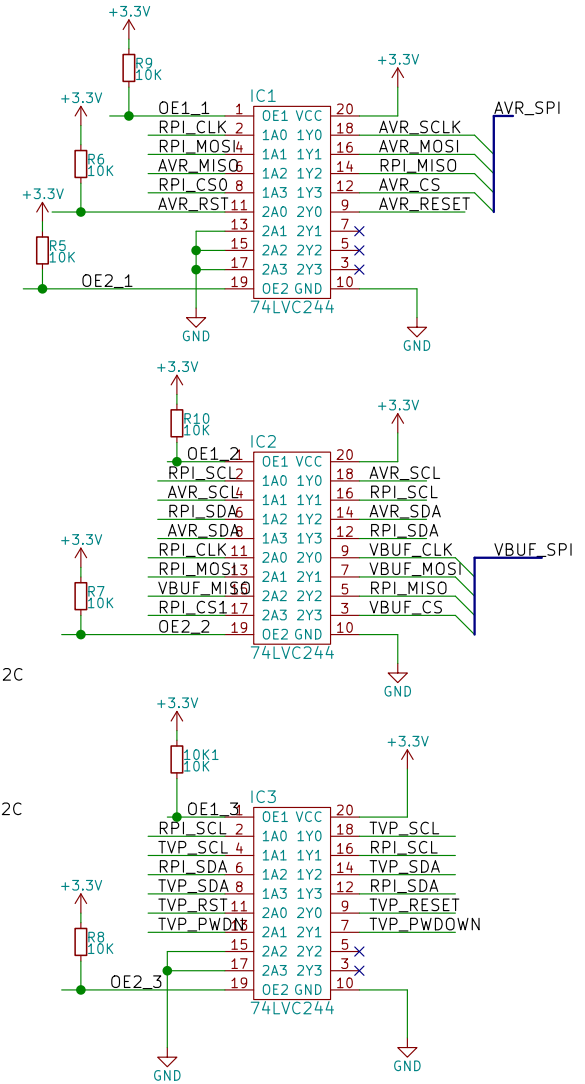 +3.3V
R9
10K
+3.3V
+3.3V
IC1
OE1_1 1 OE1 VCC 20
AVR_SPI
RPI_CLK 2 1A0 1Y0 18 AVR_SCLK
RPI_MOSI 4 1A1 1Y1 16 AVR_MOSI
R6
10K
AVR_MISO 6 1A2 1Y2 14 RPI_MISO
RPI_CS0 8 1A3 1Y3 12 AVR_CS
+3.3V
AVR_RST 11 2A0 2Y0 9 AVR_RESET
13 2A1 2Y1 7
R5
10K
15 2A2 2Y2 5
17 2A3 2Y3 3
OE2_1 19 OE2 GND 10
74LVC244
GND
GND
+3.3V
R10
10K
+3.3V
IC2
OE1_2 1 OE1 VCC 20
RPI_SCL 2 1A0 1Y0 18 AVR_SCL
AVR_SCL 4 1A1 1Y1 16 RPI_SCL
RPI_SDA 6 1A2 1Y2 14 AVR_SDA
AVR_SDA 8 1A3 1Y3 12 RPI_SDA
+3.3V
RPI_CLK 11 2A0 2Y0 9 VBUF_CLK
VBUF_SPI
RPI_MOSI 13 2A1 2Y1 7 VBUF_MOSI
R7
10K
VBUF_MISO 15 2A2 2Y2 5 RPI_MISO
RPI_CS1 17 2A3 2Y3 3 VBUF_CS
OE2_2 19 OE2 GND 10
74LVC244
2C
GND
+3.3V
10K1
10K
+3.3V
IC3
2C
OE1_3 1 OE1 VCC 20
RPI_SCL 2 1A0 1Y0 18 TVP_SCL
TVP_SCL 4 1A1 1Y1 16 RPI_SCL
RPI_SDA 6 1A2 1Y2 14 TVP_SDA
TVP_SDA 8 1A3 1Y3 12 RPI_SDA
+3.3V
TVP_RST 11 2A0 2Y0 9 TVP_RESET
TVP_PWDN 13 2A1 2Y1 7 TVP_PWDOWN
R8
10K
15 2A2 2Y2 5
17 2A3 2Y3 3
OE2_3 19 OE2 GND 10
74LVC244
GND
GND